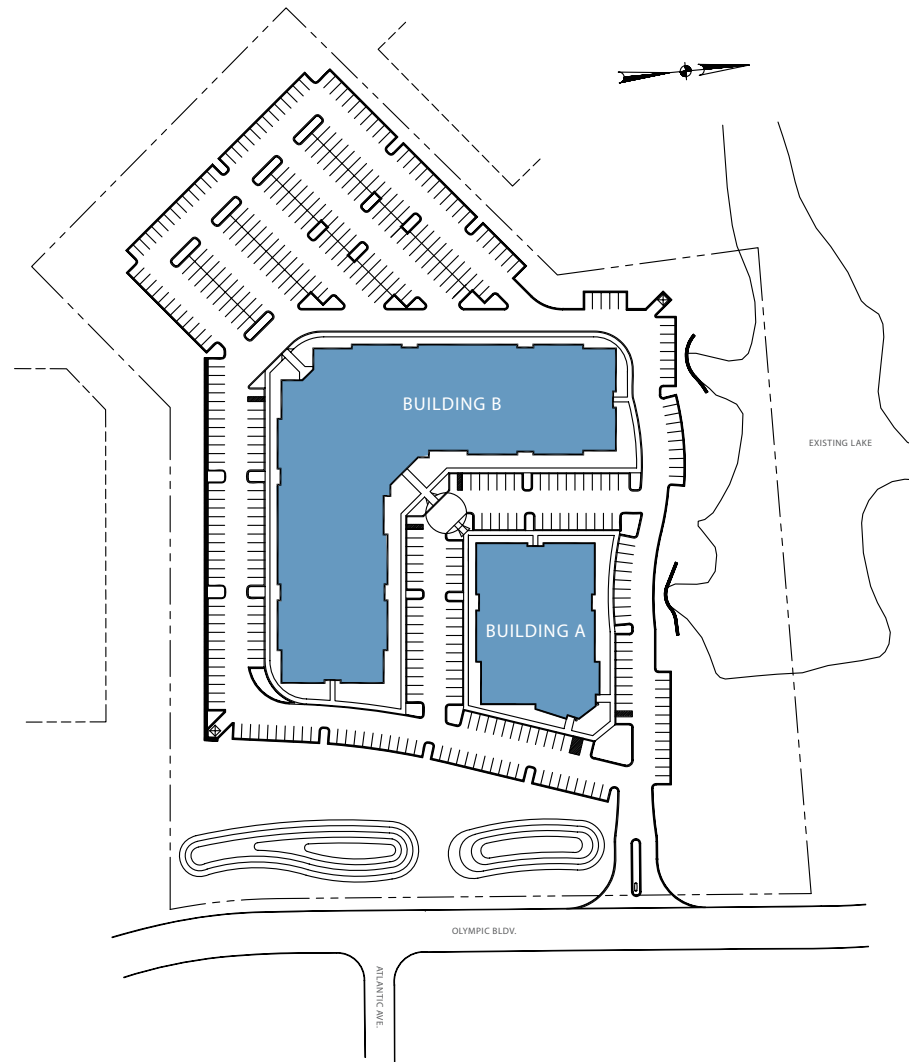 BUILDING B
EXISTING LAKE
BUILDING A
OLYMPIC BLDV.
ATLANTIC AVE.